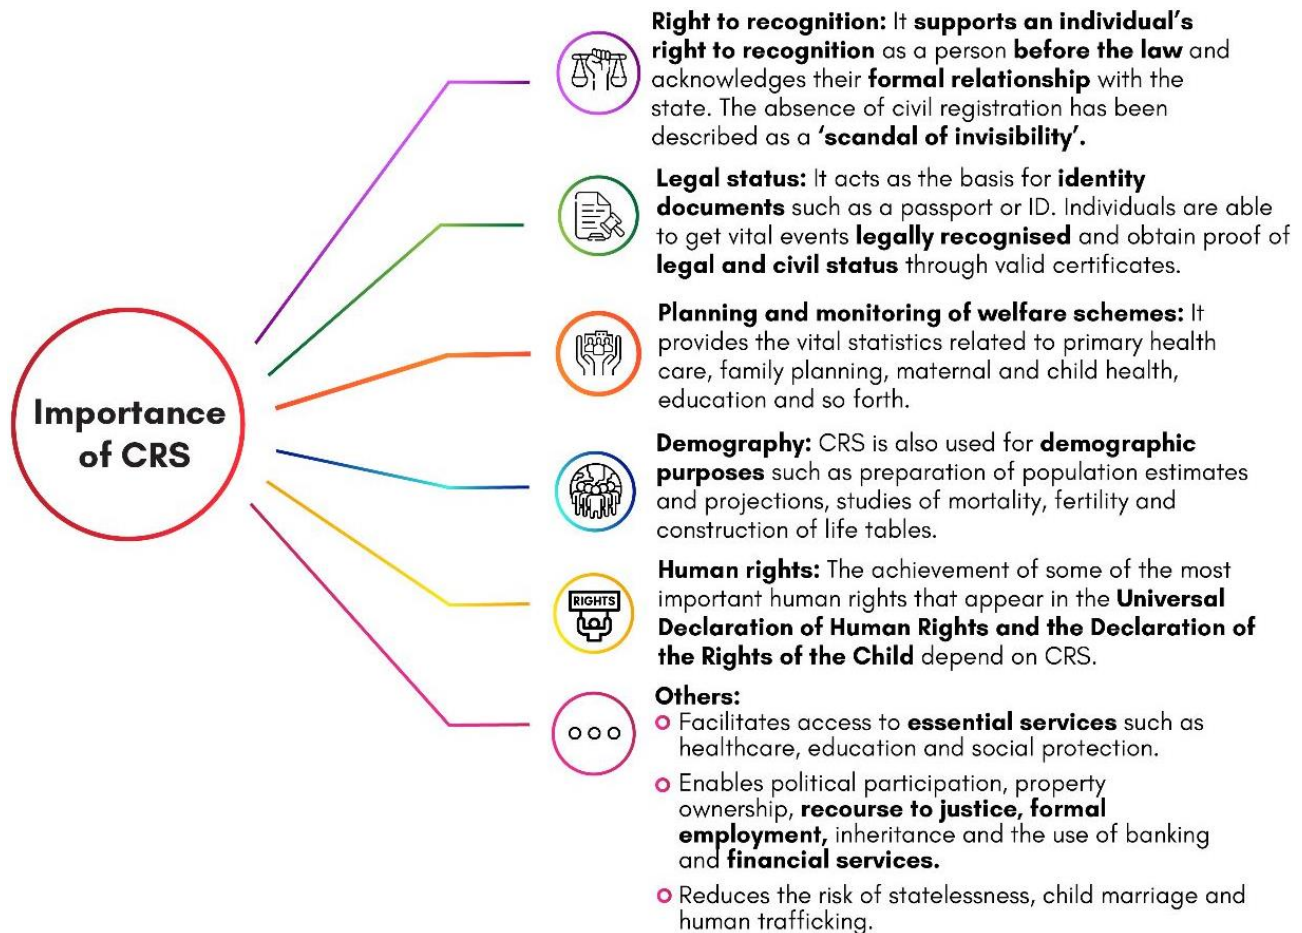 Importance
of CRS
Right to recognition: It supports an individual's
right to recognition as a person before the law and
acknowledges their formal relationship with the
state. The absence of civil registration has been
described as a 'scandal of invisibility'.
Legal status: It acts as the basis for identity
documents such as a passport or ID. Individuals are able
to get vital events legally recognised and obtain proof of
legal and civil status through valid certificates.
Planning and monitoring of welfare schemes: It
provides the vital statistics related to primary health
care, family planning, maternal and child health,
education and so forth.
Demography: CRS is also used for demographic
purposes such as preparation of population estimates
and projections, studies of mortality, fertility and
construction of life tables.
RIGHTS
Human rights: The achievement of some of the most
important human rights that appear in the Universal
Declaration of Human Rights and the Declaration of
the Rights of the Child depend on CRS.
Others:
Facilitates access to essential services such as
healthcare, education and social protection.
Enables political participation, property
ownership, recourse to justice, formal
employment, inheritance and the use of banking
and financial services.
Reduces the risk of statelessness, child marriage and
human trafficking.